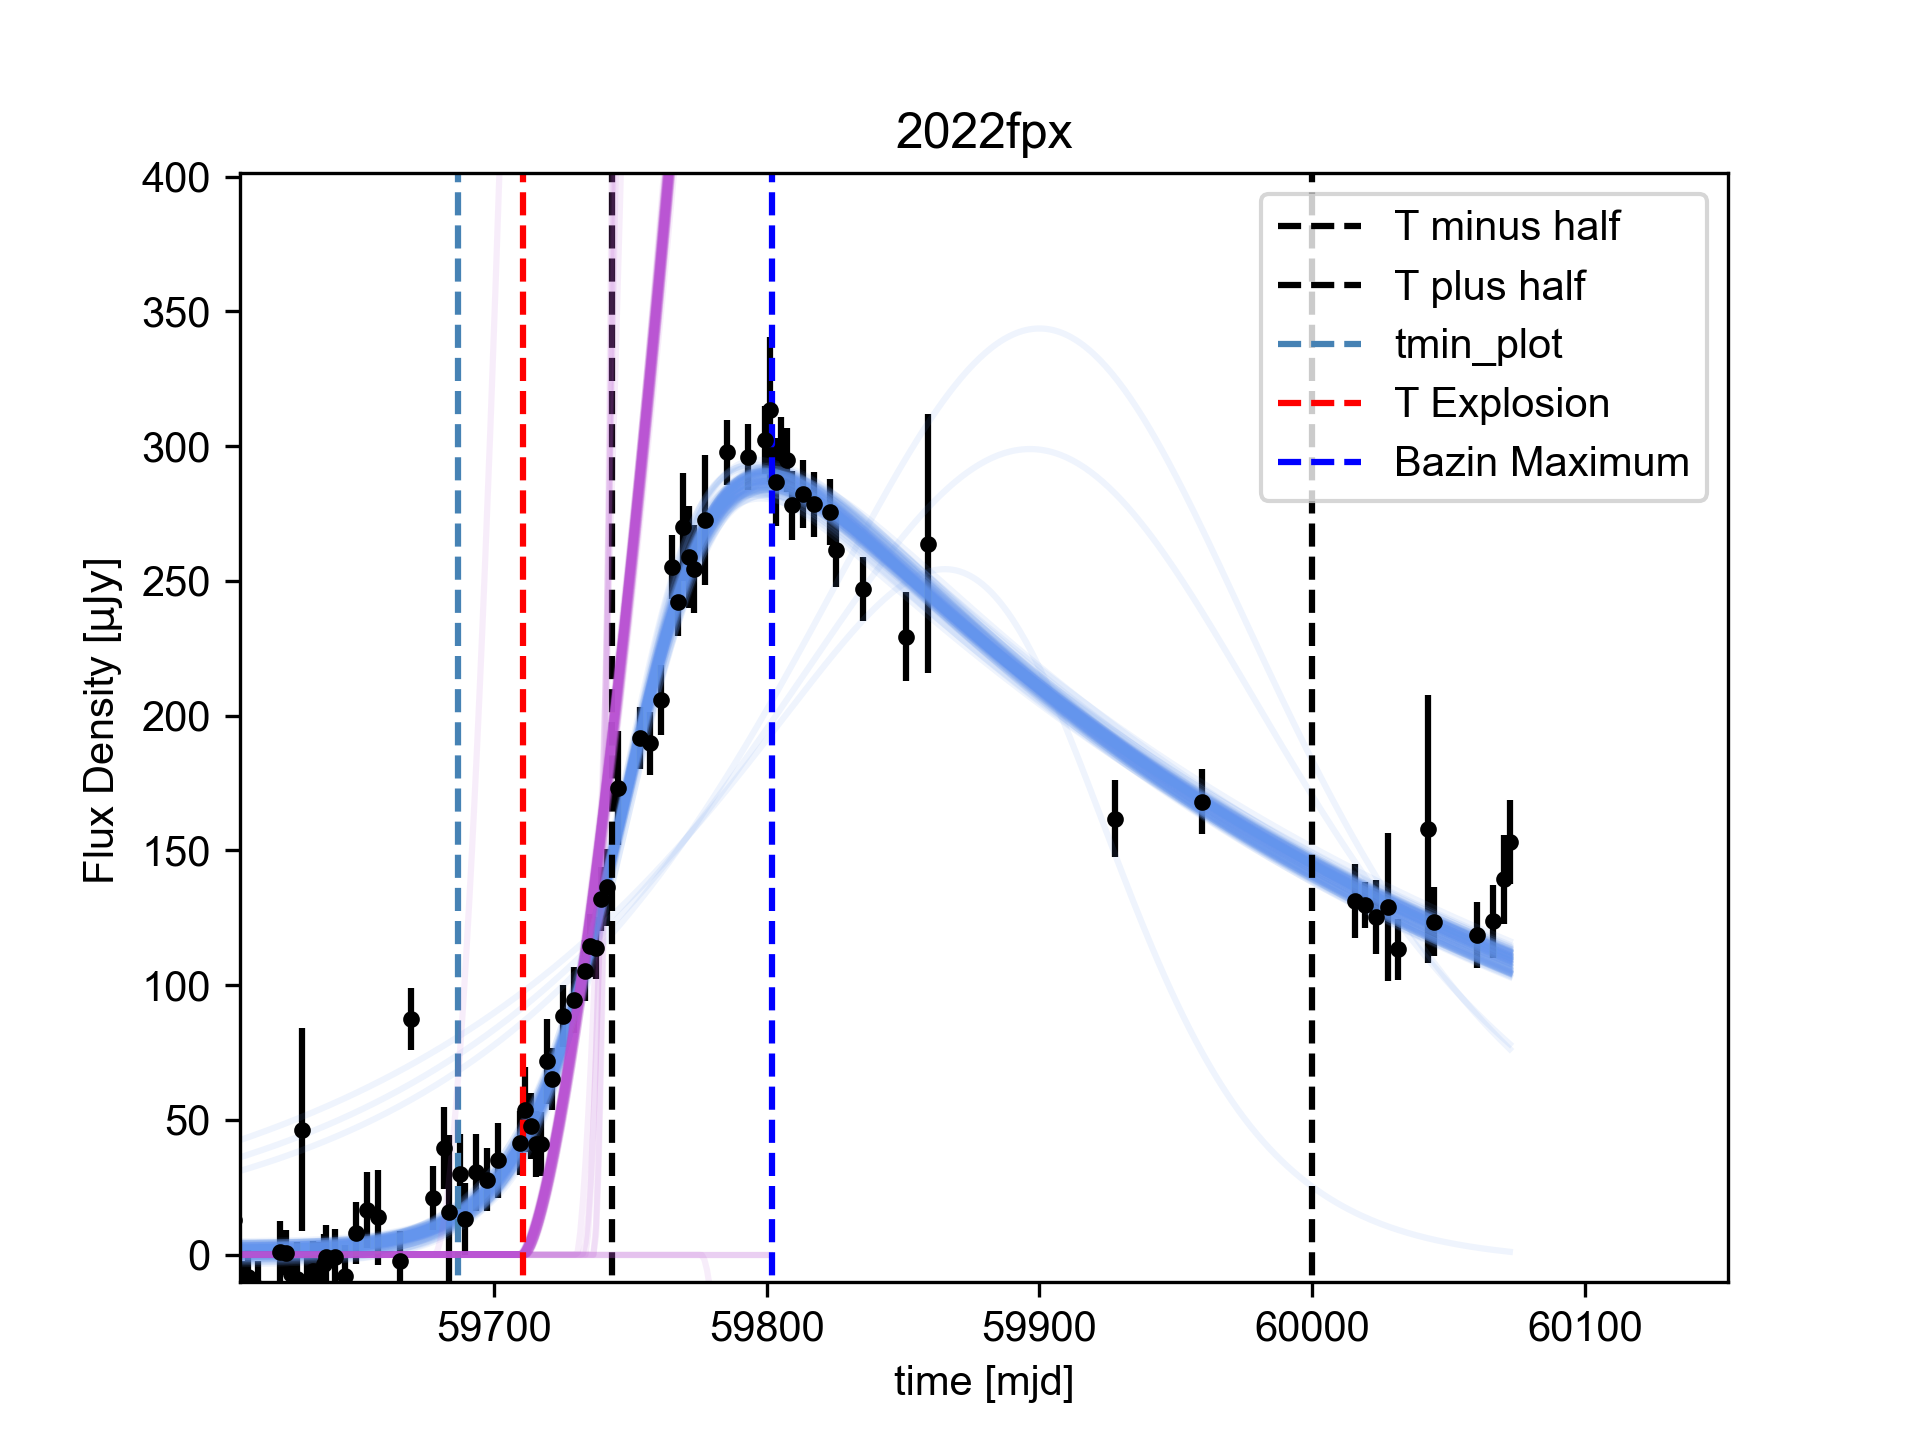 2022fpx
400
350
300
250
200
150
100
50
0
Flux Density [µJy]
T minus half
T plus half
tmin_plot
T Explosion
Bazin Maximum
59700
59800
59900
60000
60100
time [mjd]